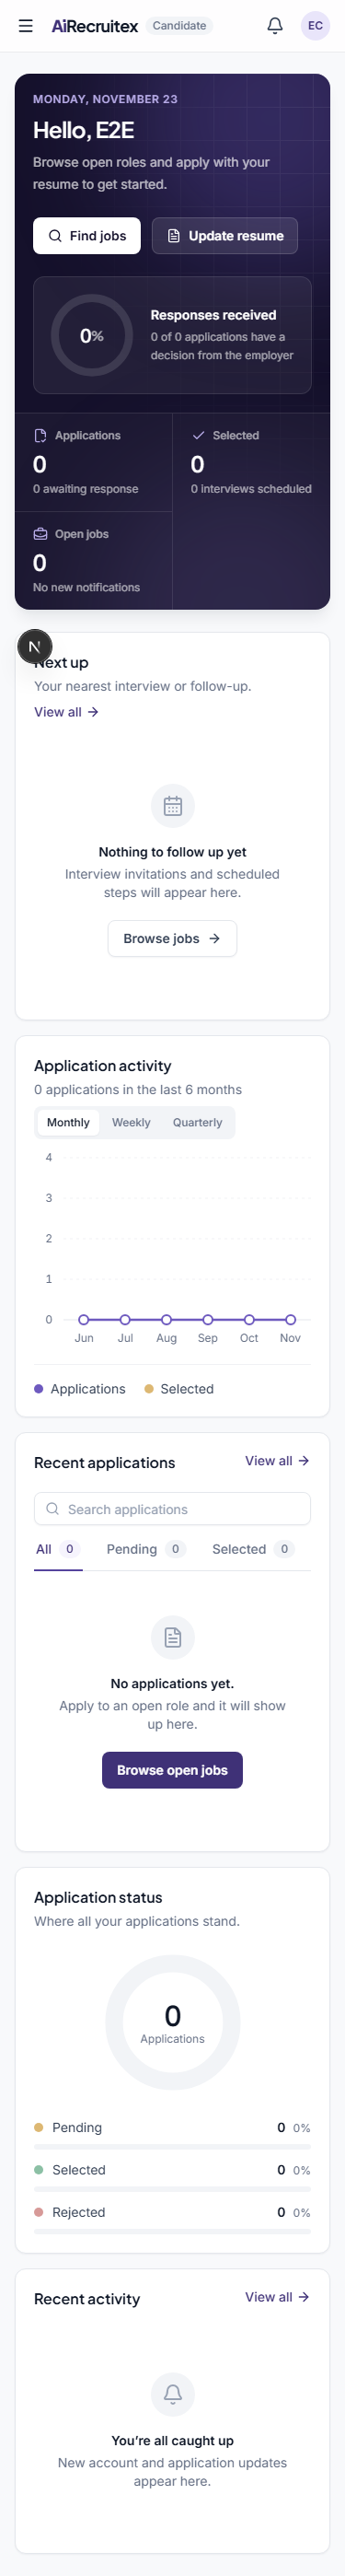 AiRecruitex Candidate EC
MONDAY, NOVEMBER 23
Hello, E2E
Browse open roles and apply with your
resume to get started.
Find jobs
Update resume
0%
Responses received
0 of 0 applications have a
decision from the employer
Applications
0
0 awaiting response
Selected
0
0 interviews scheduled
Open jobs
0
No new notifications
N
Next up
Your nearest interview or follow-up.
View all
Nothing to follow up yet
Interview invitations and scheduled
steps will appear here.
Browse jobs
Application activity
0 applications in the last 6 months
Monthly Weekly Quarterly
4
3
2
1
0
Jun Jul Aug Sep Oct Nov
Applications Selected
Recent applications View all
Search applications
All 0 Pending 0 Selected 0
No applications yet.
Apply to an open role and it will show
up here.
Browse open jobs
Application status
Where all your applications stand.
0
Applications
Pending 0 0%
Selected 0 0%
Rejected 0 0%
Recent activity View all
You're all caught up
New account and application updates
appear here.